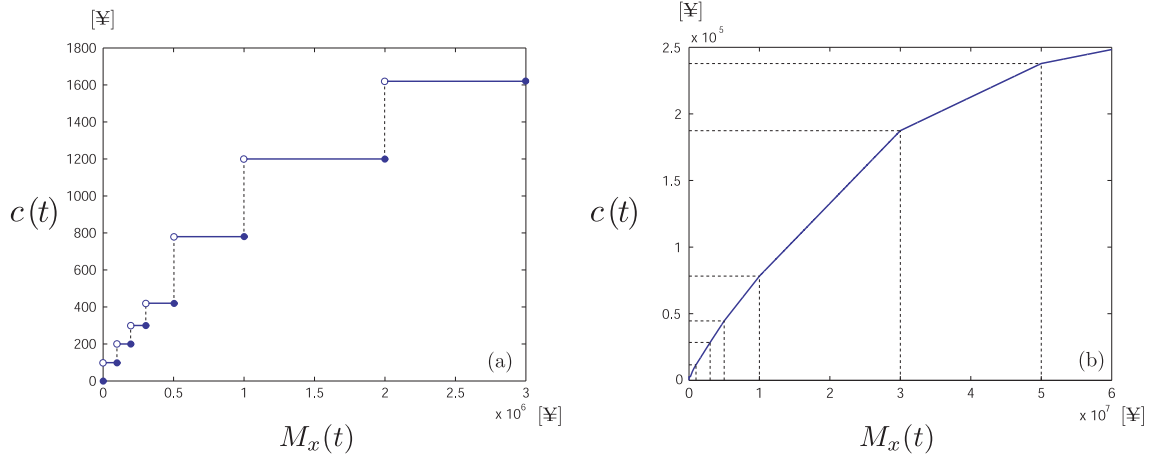 [¥]
1800
1600
1400
1200
1000
800
600
400
200
0
c(t)
(a)
0 0.5 1 1.5 2 2.5 3
x 10^6 [¥]
M_x(t)
[¥]
x 10^5
2.5
2
1.5
1
0.5
0
c(t)
(b)
0 1 2 3 4 5 6
x 10^7 [¥]
M_x(t)